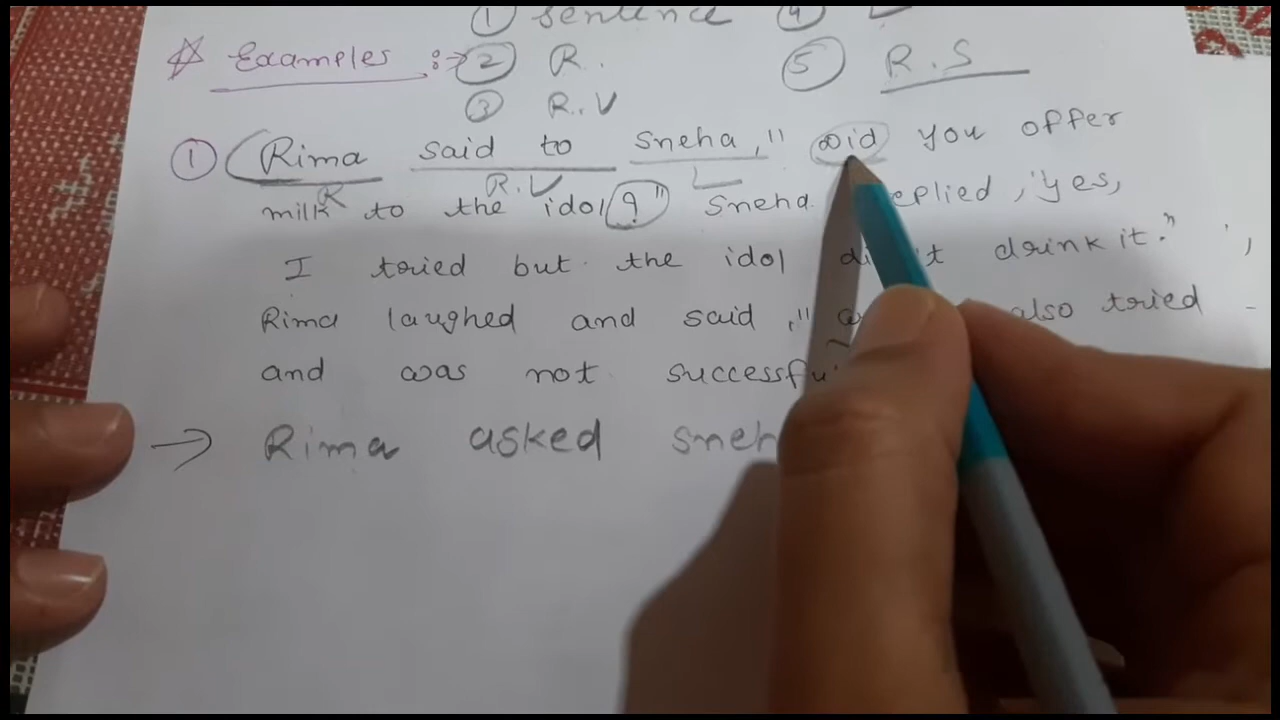 ① sentence ④
☆ Examples :→ ② R. ⑤ R.S
③ R.V
① Rima said to Sneha," Did you offer
R R.V L
milk to the idol?" Sneha replied ,"yes,
I tried but the idol drink it."
Rima laughed and said ," also tried
and was not
→ Rima asked